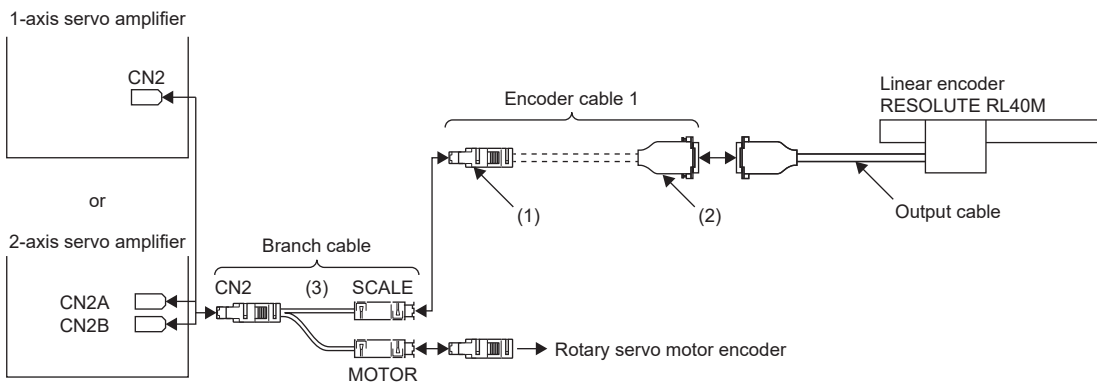 1-axis servo amplifier
CN2
or
2-axis servo amplifier
CN2A
CN2B
Branch cable
CN2
(3)
SCALE
MOTOR
Rotary servo motor encoder
Encoder cable 1
(1)
(2)
Linear encoder
RESOLUTE RL40M
Output cable